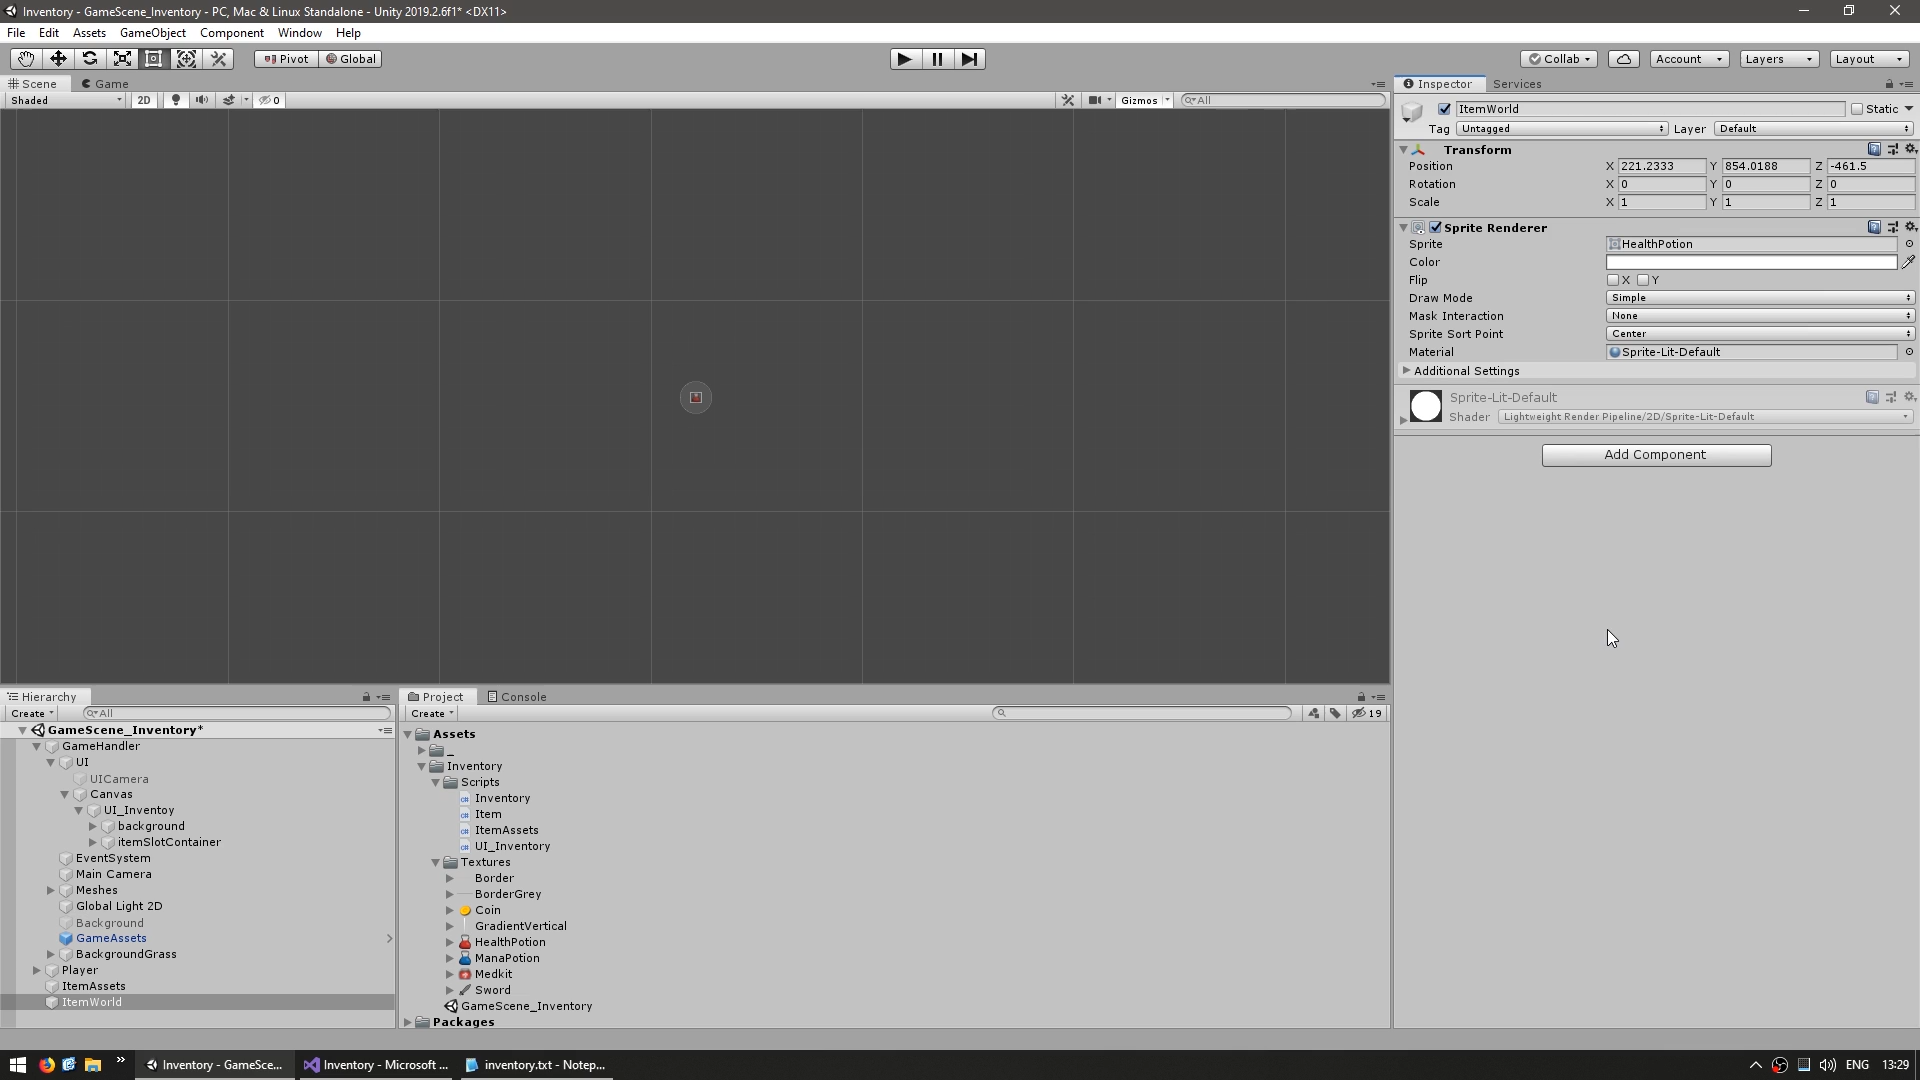 Inventory - GameScene_Inventory - PC, Mac & Linux Standalone - Unity 2019.2.6f1* <DX11>
File Edit Assets GameObject Component Window Help
Pivot Global Collab Account Layers Layout
Scene Game
Shaded 2D 0 Gizmos All
Inspector Services
ItemWorld Static
Tag Untagged Layer Default
Transform
Position X 221.2333 Y 854.0188 Z -461.5
Rotation X 0 Y 0 Z 0
Scale X 1 Y 1 Z 1
Sprite Renderer
Sprite HealthPotion
Color
Flip X Y
Draw Mode Simple
Mask Interaction None
Sprite Sort Point Center
Material Sprite-Lit-Default
Additional Settings
Sprite-Lit-Default
Shader Lightweight Render Pipeline/2D/Sprite-Lit-Default
Add Component
Hierarchy
Create All
GameScene_Inventory*
GameHandler
UI
UICamera
Canvas
UI_Inventoy
background
itemSlotContainer
EventSystem
Main Camera
Meshes
Global Light 2D
Background
GameAssets
BackgroundGrass
Player
ItemAssets
ItemWorld
Project Console
Create 19
Assets
_
Inventory
Scripts
Inventory
Item
ItemAssets
UI_Inventory
Textures
Border
BorderGrey
Coin
GradientVertical
HealthPotion
ManaPotion
Medkit
Sword
GameScene_Inventory
Packages
Inventory - GameSce... Inventory - Microsoft ... inventory.txt - Notep... ENG 13:29